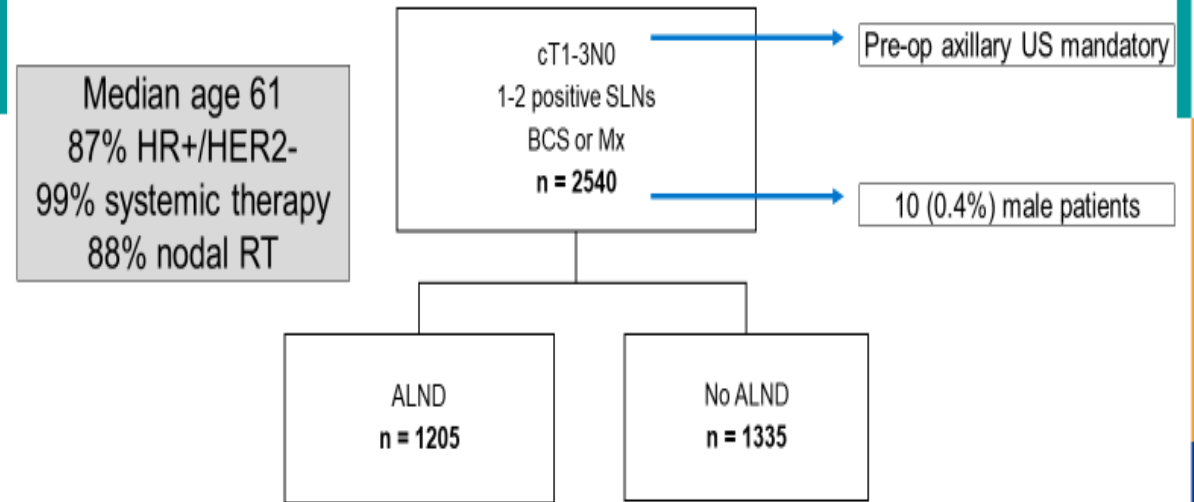 Median age 61
87% HR+/HER2-
99% systemic therapy
88% nodal RT
cT1-3N0
1-2 positive SLNs
BCS or Mx
n = 2540
Pre-op axillary US mandatory
10 (0.4%) male patients
ALND
n = 1205
No ALND
n = 1335